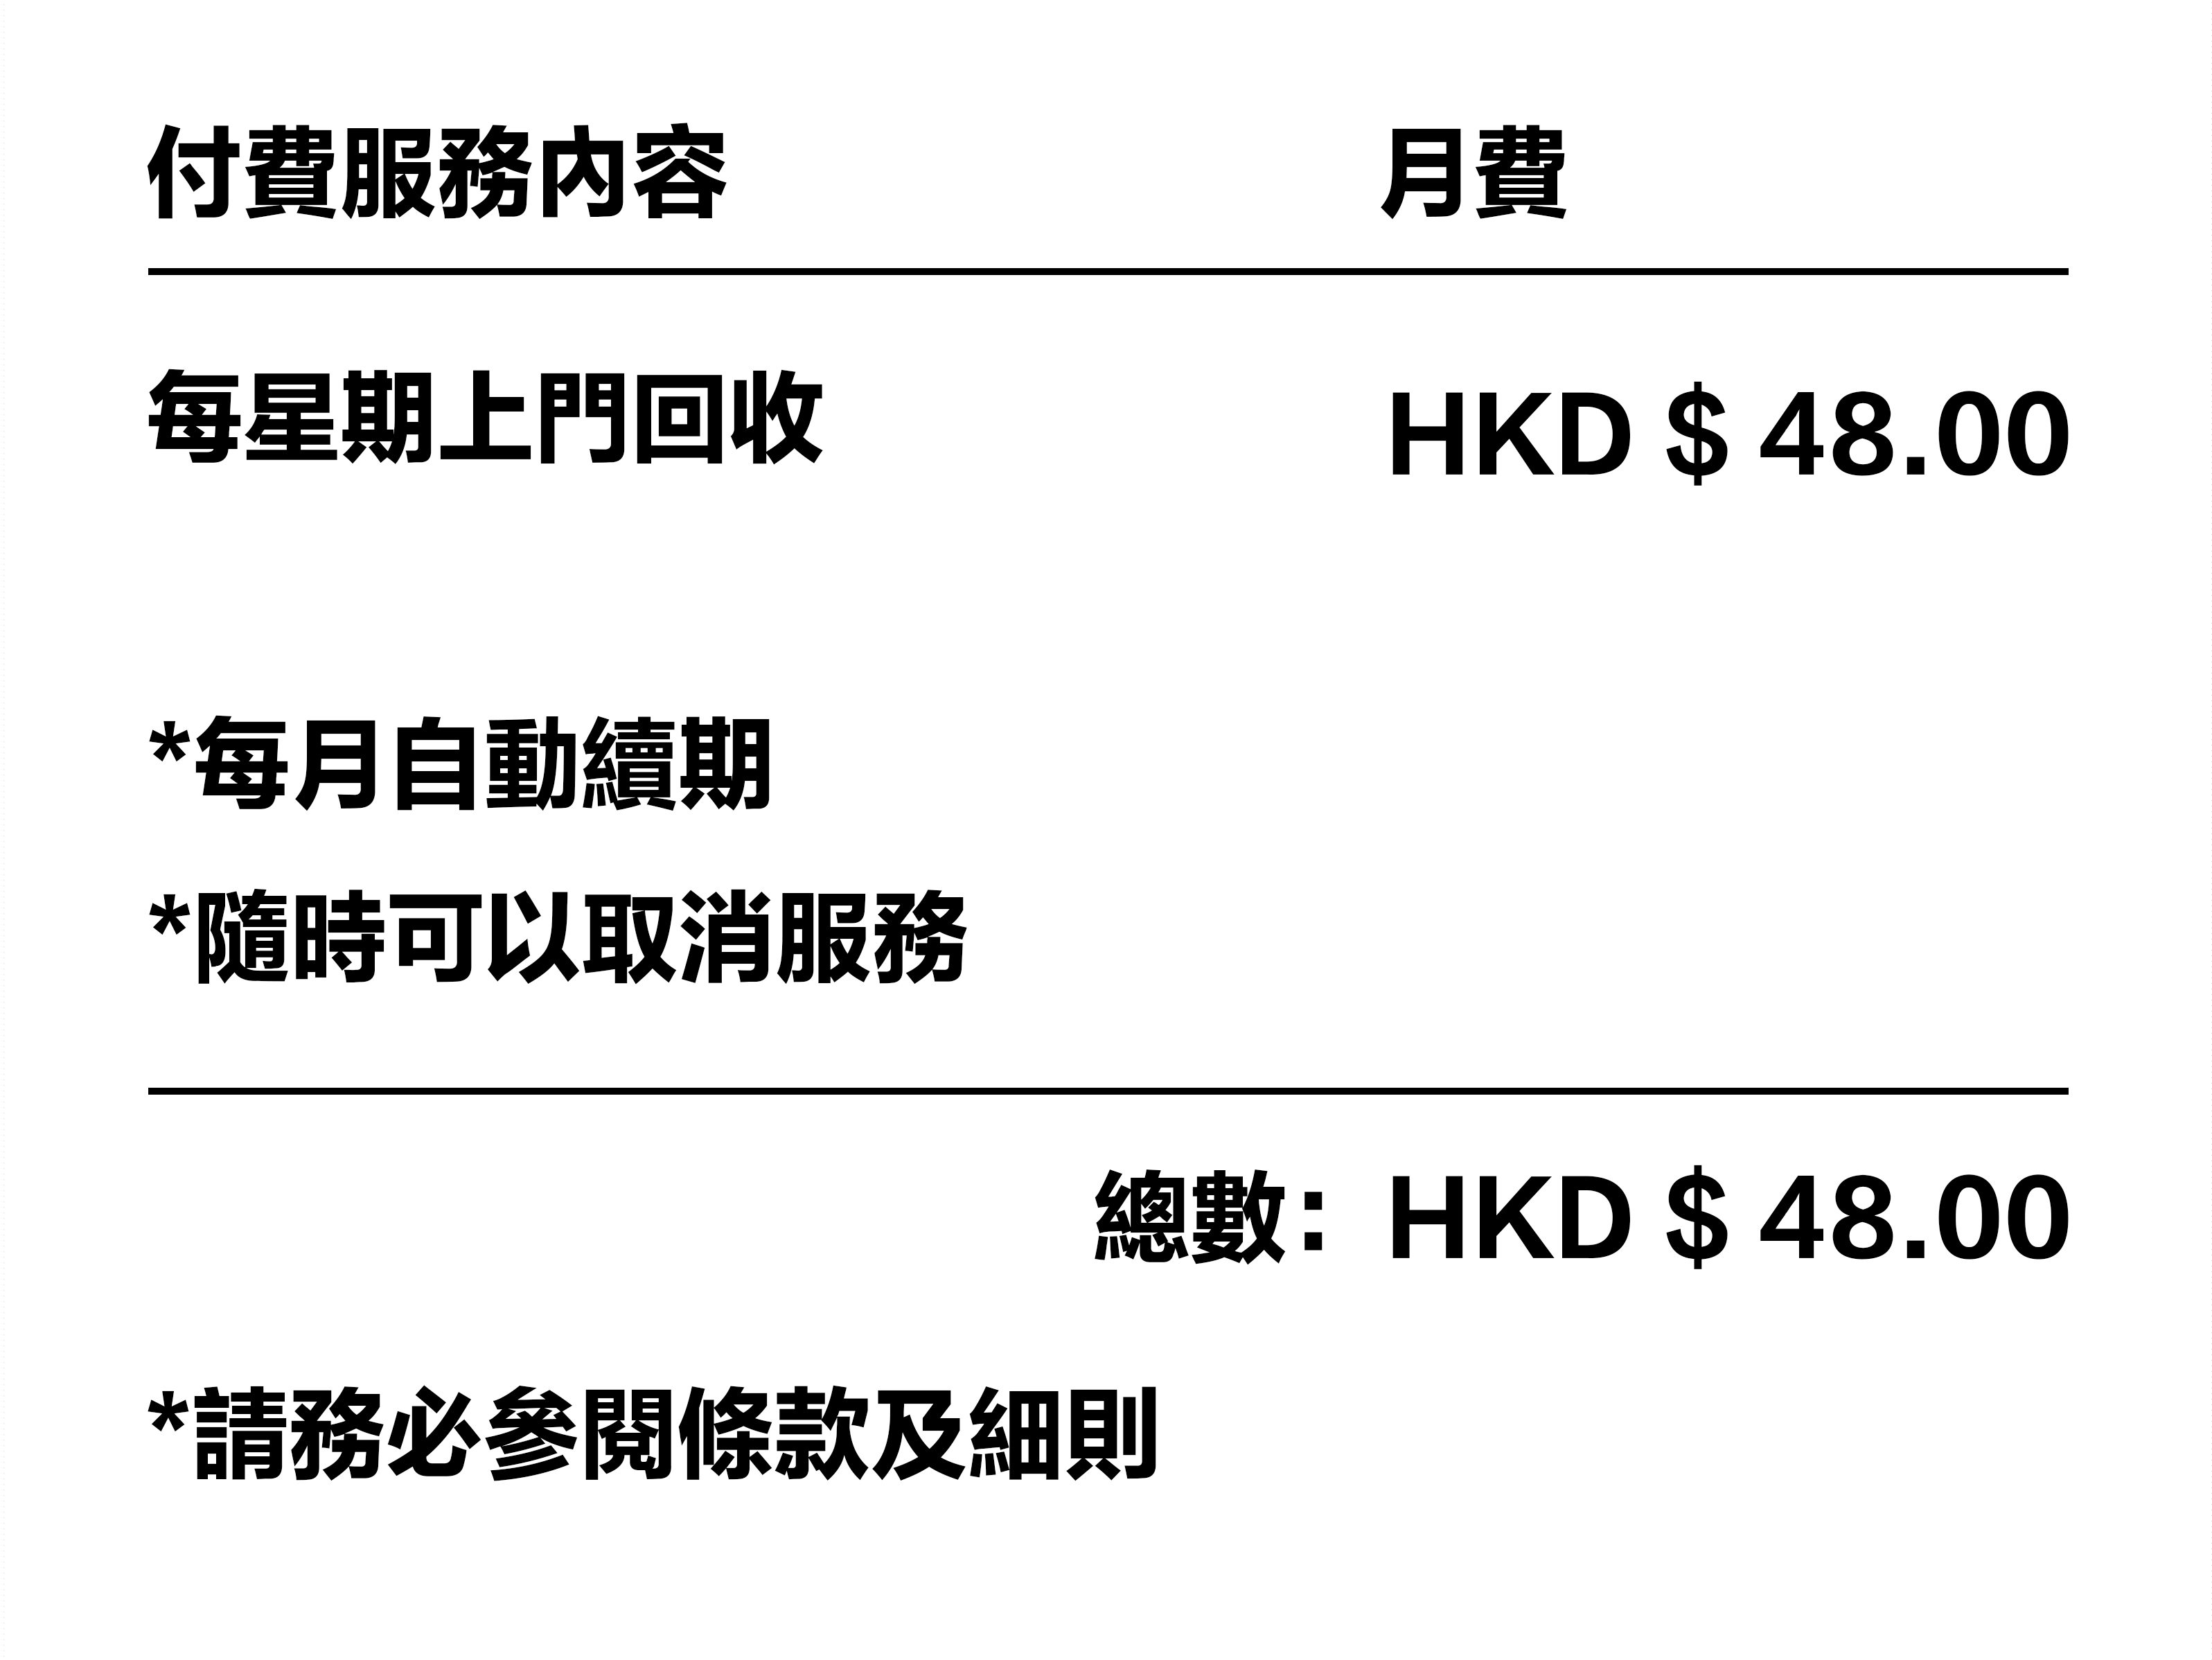 付費服務內容 月費
每星期上門回收 HKD $ 48.00
*每月自動續期
*隨時可以取消服務
總數: HKD $ 48.00
*請務必參閱條款及細則